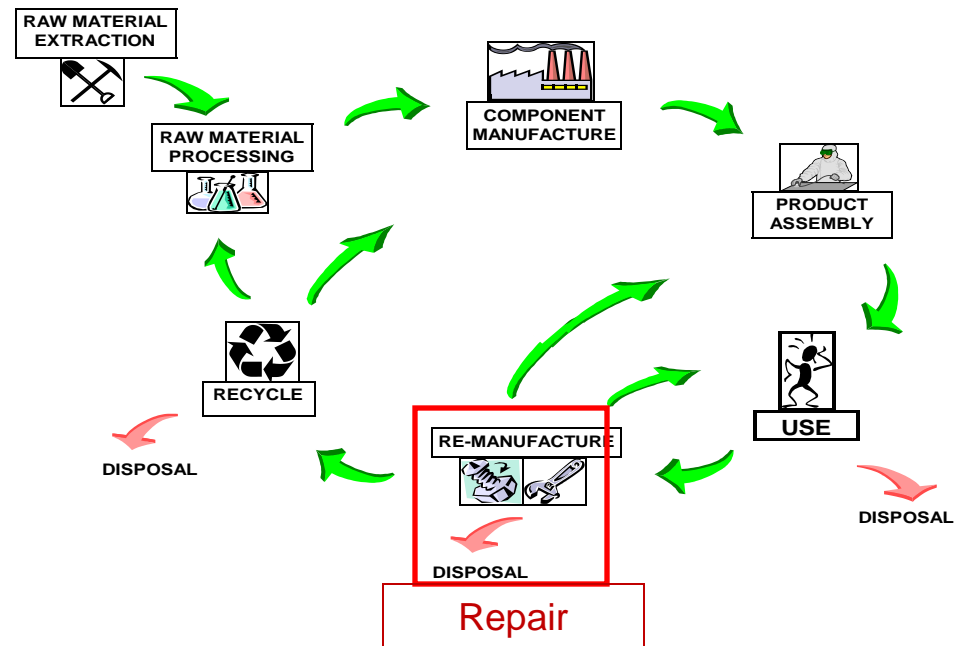 RAW MATERIAL
EXTRACTION
COMPONENT
MANUFACTURE
RAW MATERIAL
PROCESSING
PRODUCT
ASSEMBLY
RECYCLE
USE
RE-MANUFACTURE
DISPOSAL
DISPOSAL
DISPOSAL
Repair